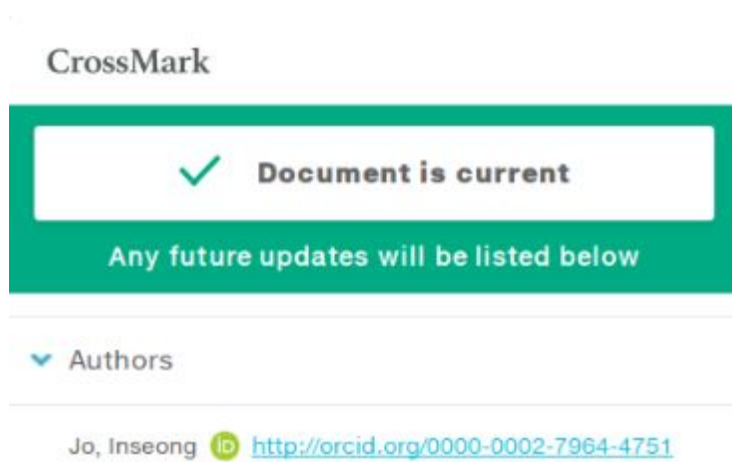 CrossMark
Document is current
Any future updates will be listed below
Authors
Jo, Inseong iD http://orcid.org/0000-0002-7964-4751